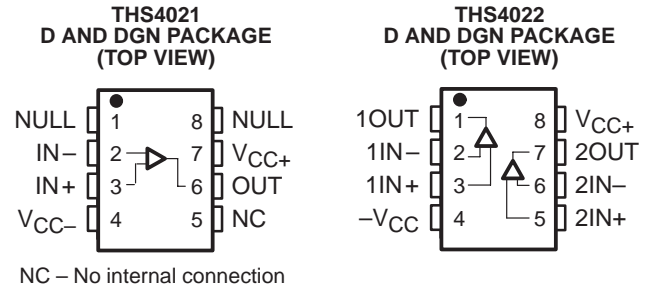 THS4021
D AND DGN PACKAGE
(TOP VIEW)
NULL 1 8 NULL
IN– 2 7 VCC+
IN+ 3 6 OUT
VCC– 4 5 NC
NC – No internal connection
THS4022
D AND DGN PACKAGE
(TOP VIEW)
1OUT 1 8 VCC+
1IN– 2 7 2OUT
1IN+ 3 6 2IN–
–VCC 4 5 2IN+